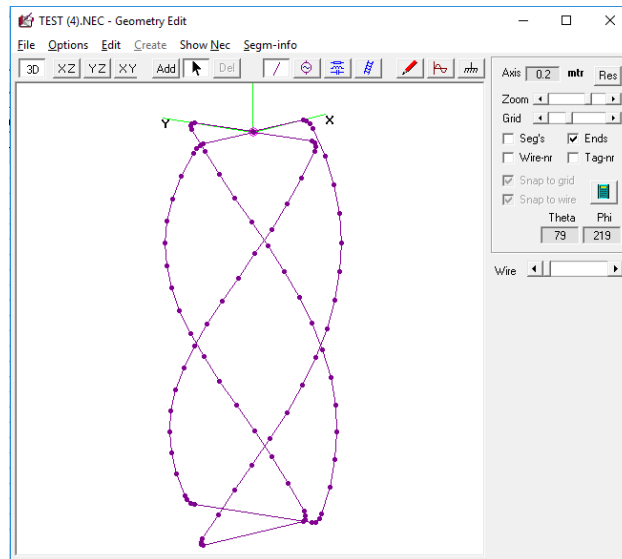 TEST (4).NEC - Geometry Edit
File Options Edit Create Show Nec Segm-info
3D XZ YZ XY Add Del
Axis 0.2 mtr Res
Zoom
Grid
Seg's Ends
Wire-nr Tag-nr
Snap to grid
Snap to wire
Theta Phi
79 219
Wire
Y X